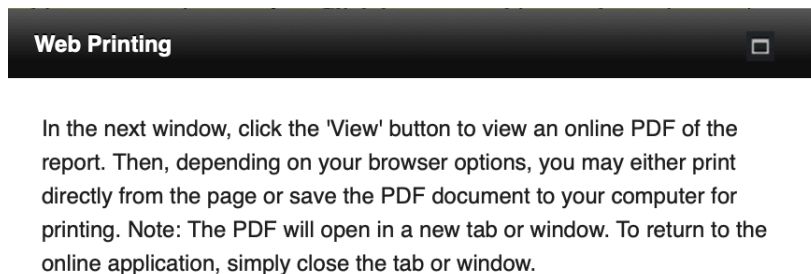 Web Printing
In the next window, click the 'View' button to view an online PDF of the
report. Then, depending on your browser options, you may either print
directly from the page or save the PDF document to your computer for
printing. Note: The PDF will open in a new tab or window. To return to the
online application, simply close the tab or window.